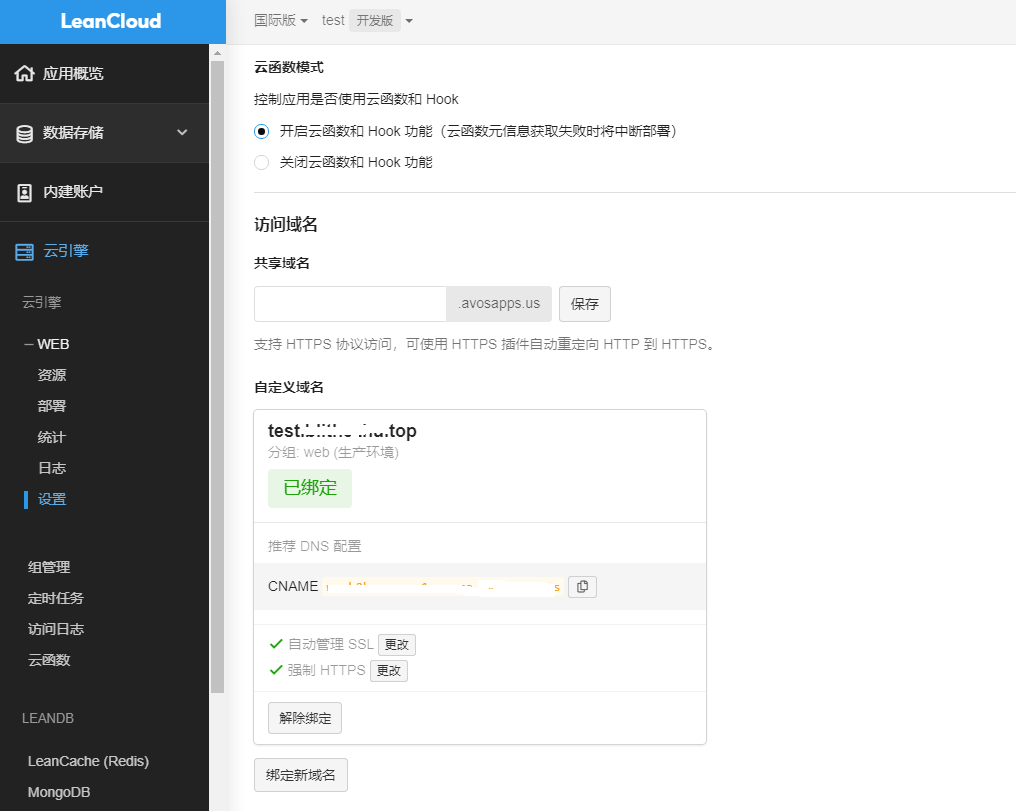 LeanCloud
国际版 test 开发版
应用概览
数据存储
内建账户
云引擎
云引擎
WEB
资源
部署
统计
日志
设置
组管理
定时任务
访问日志
云函数
LEANDB
LeanCache (Redis)
MongoDB
云函数模式
控制应用是否使用云函数和 Hook
开启云函数和 Hook 功能（云函数元信息获取失败时将中断部署）
关闭云函数和 Hook 功能
访问域名
共享域名
.avosapps.us 保存
支持 HTTPS 协议访问，可使用 HTTPS 插件自动重定向 HTTP 到 HTTPS。
自定义域名
test. .top
分组: web (生产环境)
已绑定
推荐 DNS 配置
CNAME
自动管理 SSL 更改
强制 HTTPS 更改
解除绑定
绑定新域名